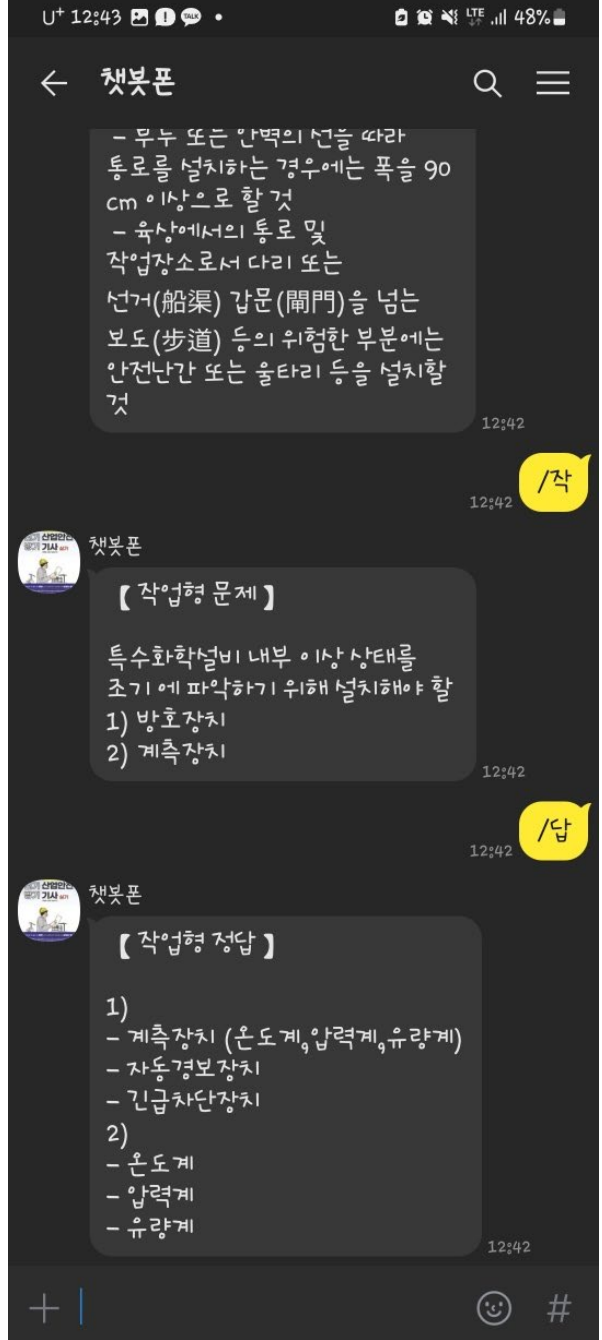 U+ 12:43 TALK
LTE 48%
챗봇폰
- 부두 또는 안벽의 선을 따라
통로를 설치하는 경우에는 폭을 90
cm 이상으로 할 것
- 육상에서의 통로 및
작업장소로서 다리 또는
선거(船渠) 갑문(閘門)을 넘는
보도(步道) 등의 위험한 부분에는
안전난간 또는 울타리 등을 설치할
것
12:42
/작
12:42
챗봇폰
【 작업형 문제 】
특수화학설비 내부 이상 상태를
조기에 파악하기 위해 설치해야 할
1) 방호장치
2) 계측장치
12:42
/답
12:42
챗봇폰
【 작업형 정답 】
1)
- 계측장치 (온도계,압력계,유량계)
- 자동경보장치
- 긴급차단장치
2)
- 온도계
- 압력계
- 유량계
12:42
#